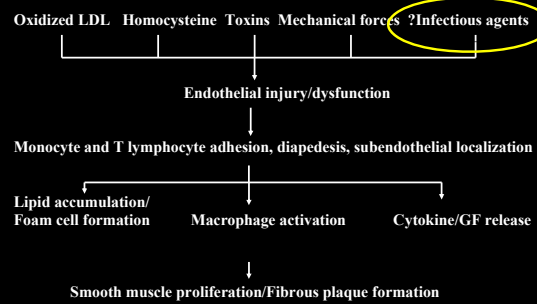 Oxidized LDL Homocysteine Toxins Mechanical forces ?Infectious agents
Endothelial injury/dysfunction
Monocyte and T lymphocyte adhesion, diapedesis, subendothelial localization
Lipid accumulation/
Foam cell formation Macrophage activation Cytokine/GF release
Smooth muscle proliferation/Fibrous plaque formation